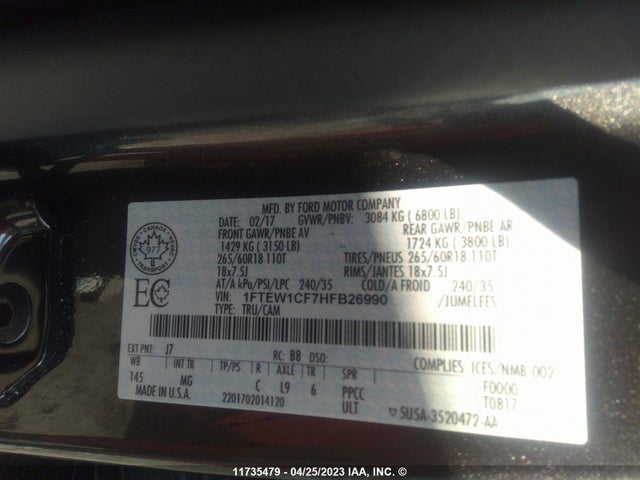 MFD. BY FORD MOTOR COMPANY
DATE: 02/17 GVWR/PNBV: 3084 KG ( 6800 LB)
FRONT GAWR/PNBE AV REAR GAWR/PNBE AR
1429 KG ( 3150 LB) 1724 KG ( 3800 LB)
265/60R18 110T TIRES/PNEUS 265/60R18 110T
18x7.5J RIMS/JANTES 18x7.5J
AT/A kPa/PSI/LPC 240/35 COLD/A FROID 240/35
VIN: 1FTEW1CF7HFB26990 /JUMELEES
TYPE: TRU/CAM
CANADA
977
TRANSPORT
EC
EXT PNT: J7 RC: B8 DSO: COMPLIES ICES/NMB 002
WB INT TR TP/PS R AXLE TR SPR F0000
145 MG C L9 6 PPCC T0817
MADE IN U.S.A. 2201702014120 ULT ▽5U5A-3520472-AA
11735479 - 04/25/2023 IAA, INC. ©